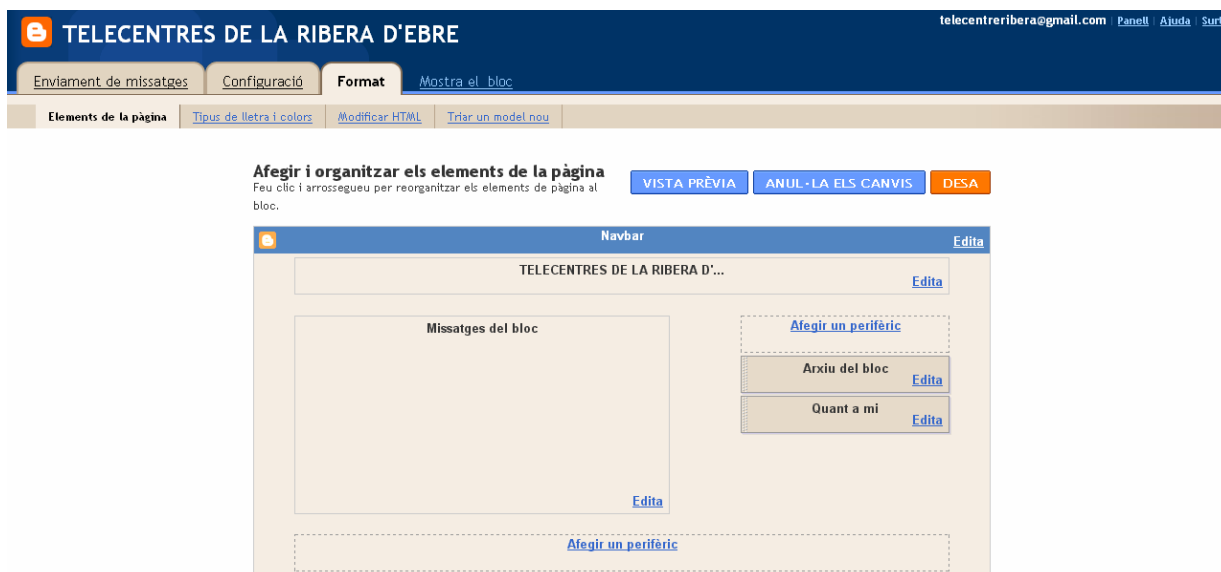 telecentreribera@gmail.com | Panell | Ajuda | Surt
TELECENTRES DE LA RIBERA D'EBRE
Enviament de missatges Configuració Format Mostra el bloc
Elements de la pàgina Tipus de lletra i colors Modificar HTML Triar un model nou
Afegir i organitzar els elements de la pàgina
Feu clic i arrossegueu per reorganitzar els elements de pàgina al
bloc.
VISTA PRÈVIA ANUL·LA ELS CANVIS DESA
Navbar
Edita
TELECENTRES DE LA RIBERA D'...
Edita
Missatges del bloc
Edita
Afegir un perifèric
Arxiu del bloc
Edita
Quant a mi
Edita
Afegir un perifèric